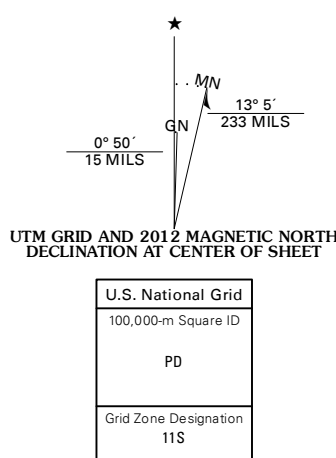 MN
GN
13° 5´
233 MILS
0° 50´
15 MILS
UTM GRID AND 2012 MAGNETIC NORTH
DECLINATION AT CENTER OF SHEET
U.S. National Grid
100,000-m Square ID
PD
Grid Zone Designation
11S